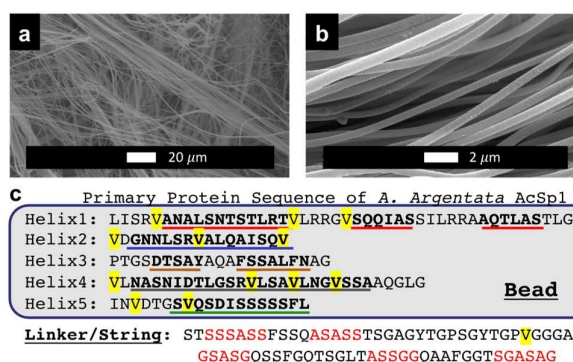 a
b
20 μm
2 μm
c
Primary Protein Sequence of A. Argentata AcSp1
Helix1: LISRVANALSNTSTLRTVLRRGVSQQIASSILRRAAQTLASTLG
Helix2: VDGNNLSRVALQAISQV
Helix3: PTGSDTSAYAQAFSSALFNAG
Helix4: VLNASNIDTLGSRVLSAVLNGVSSAAQGLG
Helix5: INVDTGSVQSDISSSSSFL
Bead
Linker/String: STSSSASSFSSQASASSTSGAGYTGPSGYTGPVGGGA
GSASGQSSFGQTSGLTASSGGQAAFGGTSGASAG